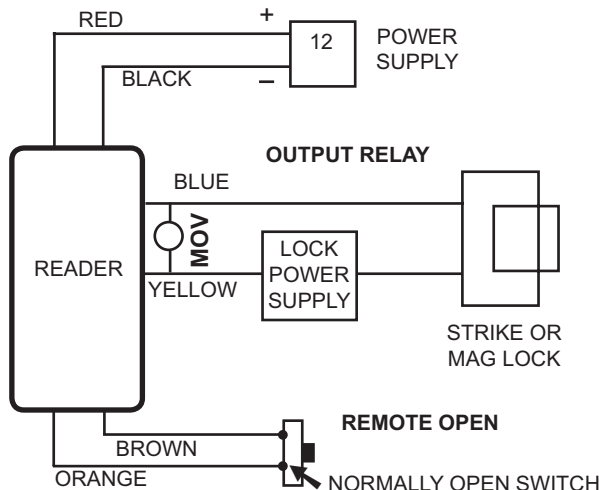 RED
+
12
POWER
SUPPLY
BLACK
–
OUTPUT RELAY
BLUE
MOV
READER
LOCK
POWER
SUPPLY
YELLOW
STRIKE OR
MAG LOCK
REMOTE OPEN
BROWN
ORANGE
NORMALLY OPEN SWITCH